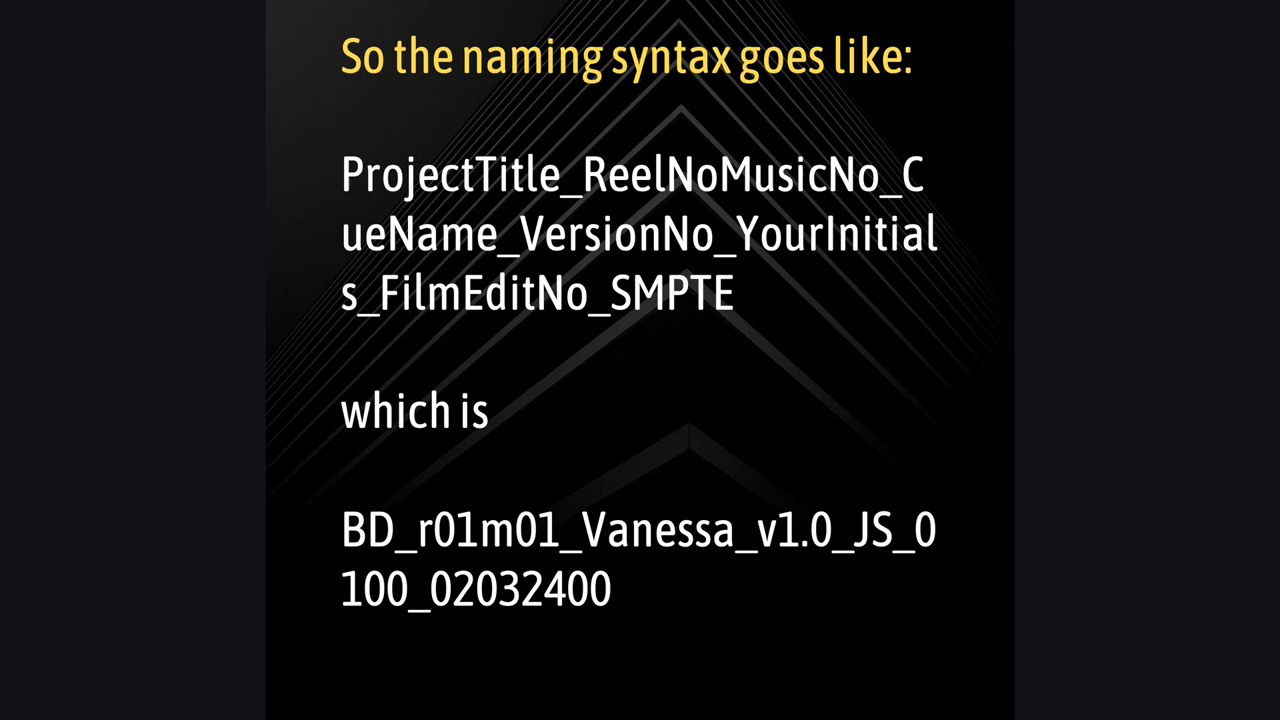 So the naming syntax goes like:
ProjectTitle_ReelNoMusicNo_C
ueName_VersionNo_YourInitial
s_FilmEditNo_SMPTE
which is
BD_r01m01_Vanessa_v1.0_JS_0
100_02032400